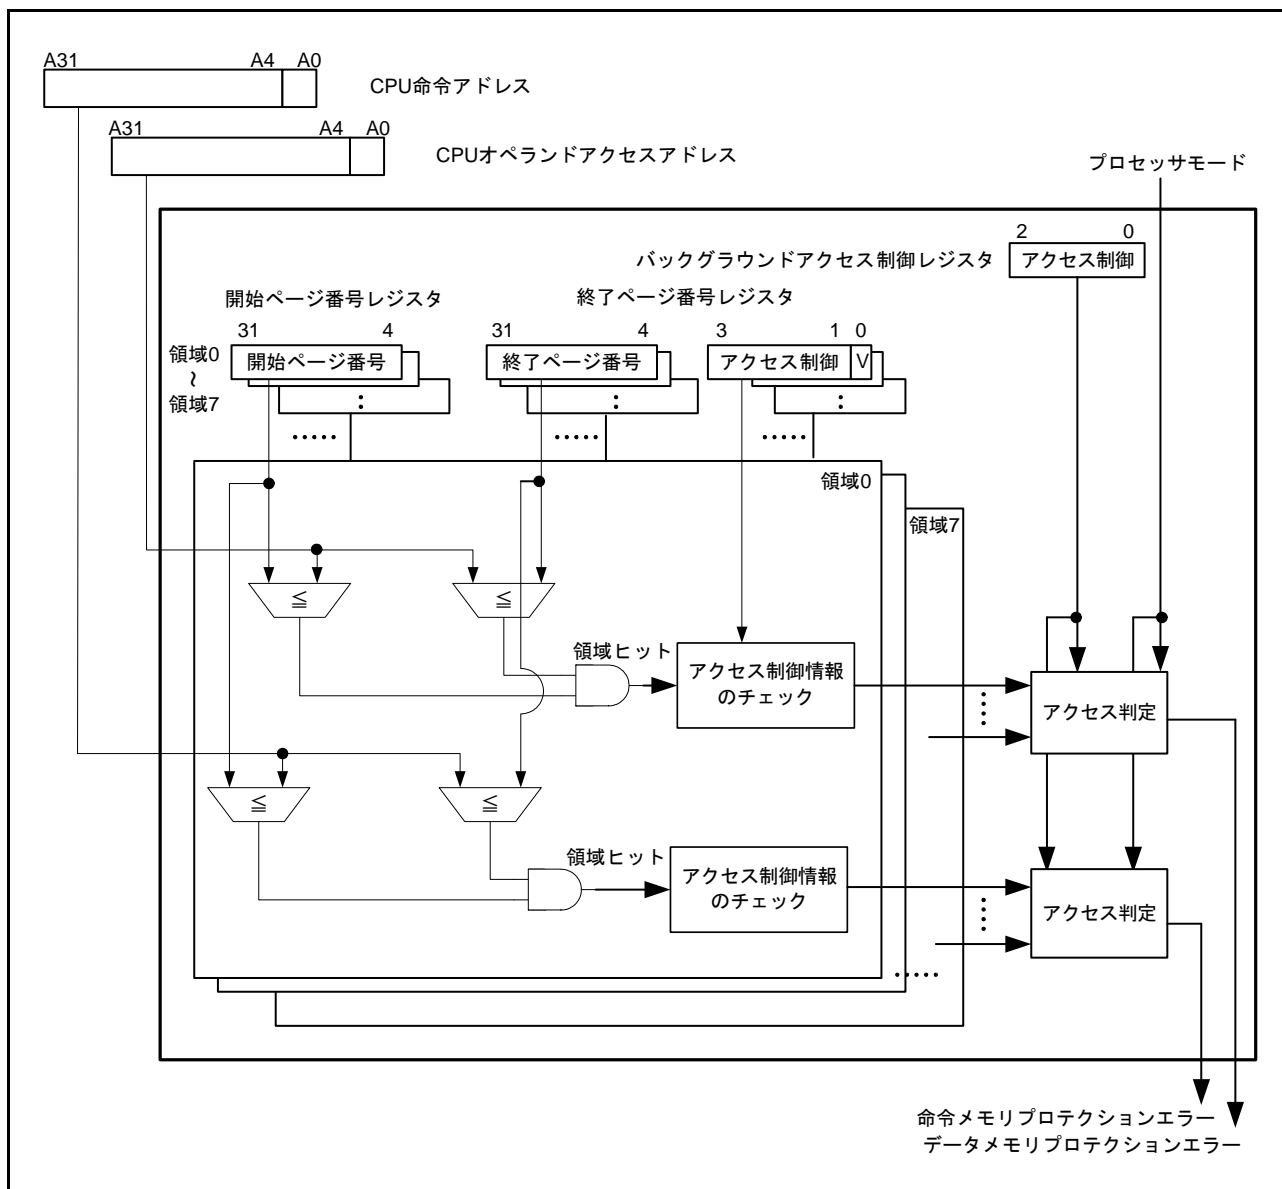 A31 A4 A0
CPU命令アドレス
A31 A4 A0
CPUオペランドアクセスアドレス
プロセッサモード
2 0
バックグラウンドアクセス制御レジスタ アクセス制御
開始ページ番号レジスタ 終了ページ番号レジスタ
31 4 31 4 3 1 0
領域0 開始ページ番号 終了ページ番号 アクセス制御 V
~
領域7 : : :
..... ..... .....
領域0
領域7
≦ ≦
領域ヒット
アクセス制御情報
のチェック
アクセス判定
≦ ≦
領域ヒット
アクセス制御情報
のチェック
アクセス判定
.....
命令メモリプロテクションエラー
データメモリプロテクションエラー